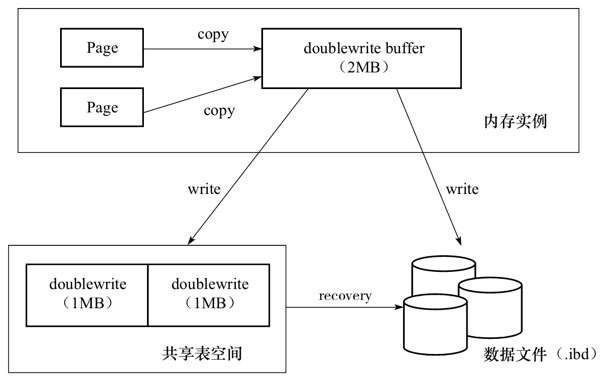 Page
copy
doublewrite buffer
（2MB）
Page
copy
内存实例
write
write
doublewrite
（1MB）
doublewrite
（1MB）
recovery
共享表空间
数据文件（.ibd）